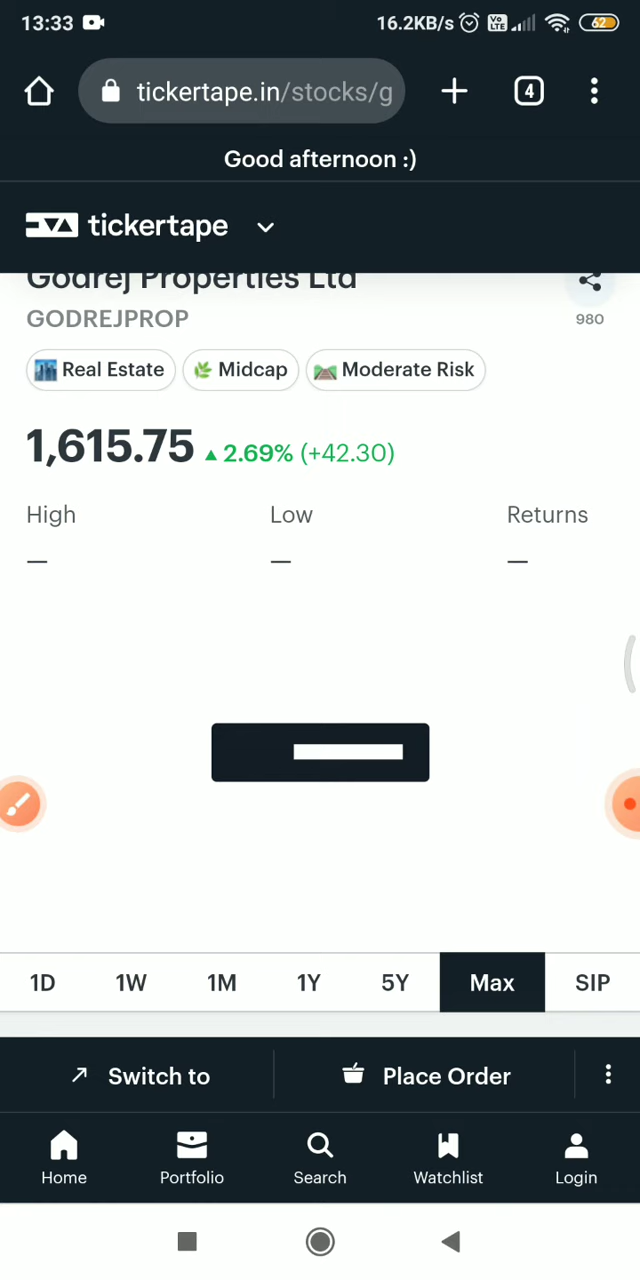 13:33 16.2KB/s Vo LTE 62
tickertape.in/stocks/g 4
Good afternoon :)
tickertape
Godrej Properties Ltd
GODREJPROP 980
Real Estate Midcap Moderate Risk
1,615.75 ▲ 2.69% (+42.30)
High Low Returns
— — —
1D 1W 1M 1Y 5Y Max SIP
Switch to Place Order
Home Portfolio Search Watchlist Login